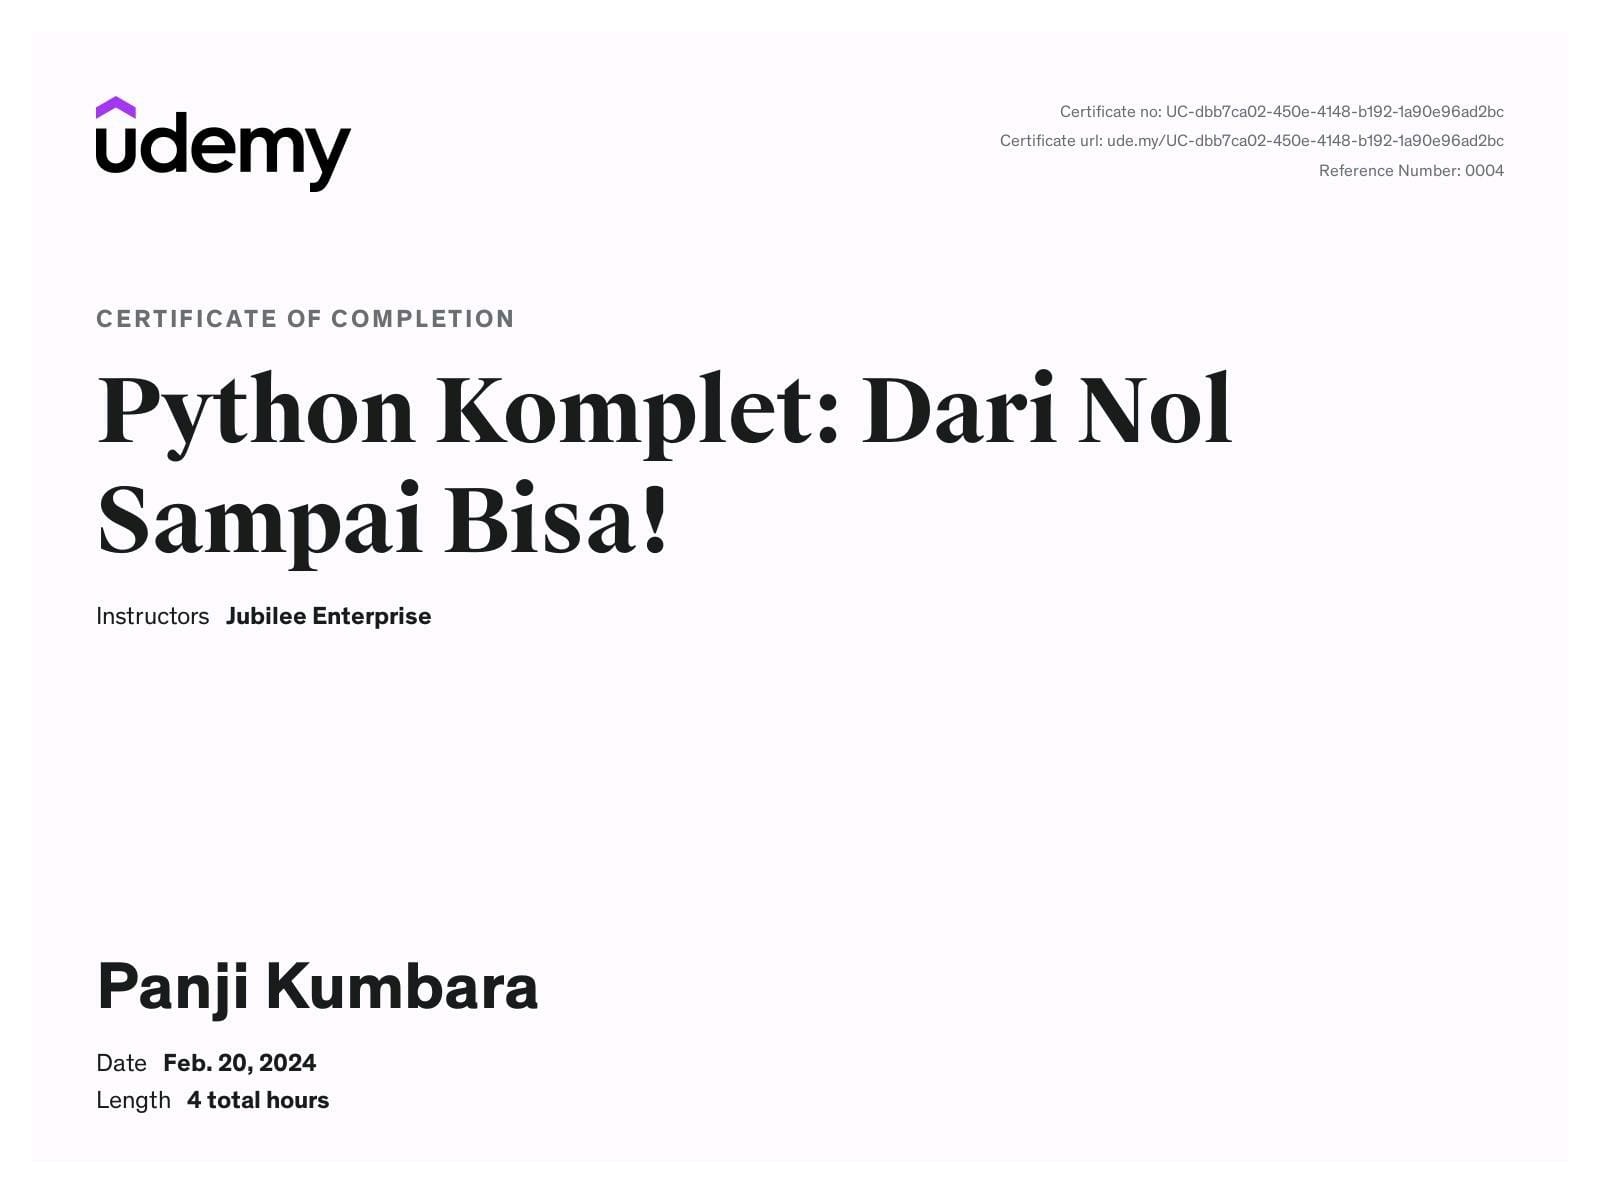 udemy
Certificate no: UC-dbb7ca02-450e-4148-b192-1a90e96ad2bc
Certificate url: ude.my/UC-dbb7ca02-450e-4148-b192-1a90e96ad2bc
Reference Number: 0004
CERTIFICATE OF COMPLETION
Python Komplet: Dari Nol
Sampai Bisa!
Instructors Jubilee Enterprise
Panji Kumbara
Date Feb. 20, 2024
Length 4 total hours